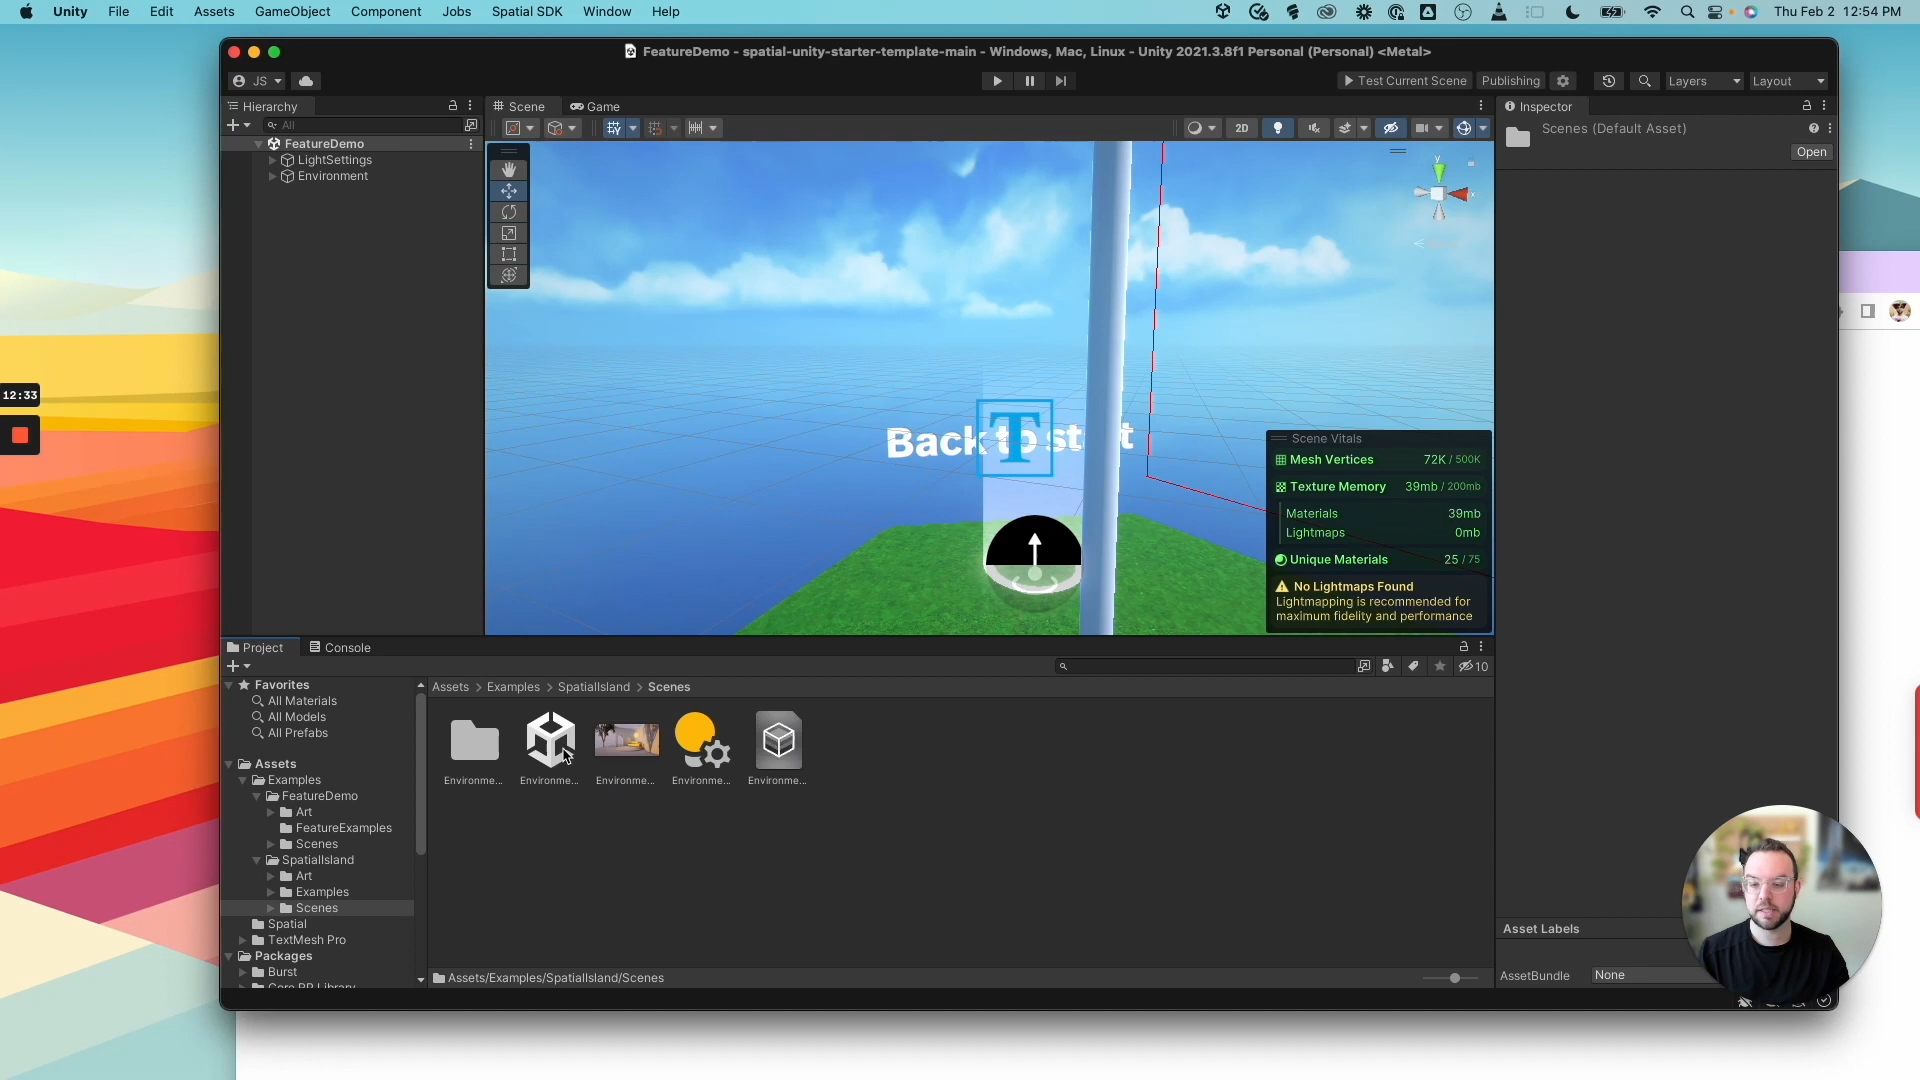 Unity File Edit Assets GameObject Component Jobs Spatial SDK Window Help Thu Feb 2 12:54 PM
FeatureDemo - spatial-unity-starter-template-main - Windows, Mac, Linux - Unity 2021.3.8f1 Personal (Personal) <Metal>
JS Test Current Scene Publishing Layers Layout
Hierarchy
All
FeatureDemo
LightSettings
Environment
Scene Game
2D
y
x
Back to start
T
Scene Vitals
Mesh Vertices 72K / 500K
Texture Memory 39mb / 200mb
Materials 39mb
Lightmaps 0mb
Unique Materials 25 / 75
No Lightmaps Found
Lightmapping is recommended for
maximum fidelity and performance
Inspector
Scenes (Default Asset)
Open
Asset Labels
AssetBundle None
12:33
Project Console
10
Favorites
All Materials
All Models
All Prefabs
Assets
Examples
FeatureDemo
Art
FeatureExamples
Scenes
SpatialIsland
Art
Examples
Scenes
Spatial
TextMesh Pro
Packages
Burst
Core RP Library
Assets > Examples > SpatialIsland > Scenes
Environme... Environme... Environme... Environme... Environme...
Assets/Examples/SpatialIsland/Scenes